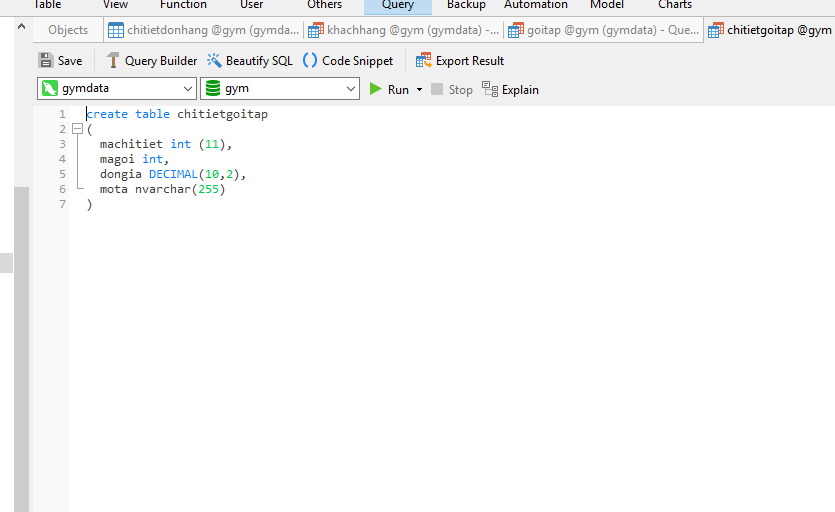 Table View Function User Others Query Backup Automation Model Charts
Objects chitietdonhang @gym (gymda... khachhang @gym (gymdata) -... goitap @gym (gymdata) - Que... chitietgoitap @gym
Save Query Builder Beautify SQL () Code Snippet Export Result
gymdata gym Run Stop Explain
1 create table chitietgoitap
2 (
3 machitiet int (11),
4 magoi int,
5 dongia DECIMAL(10,2),
6 mota nvarchar(255)
7 )